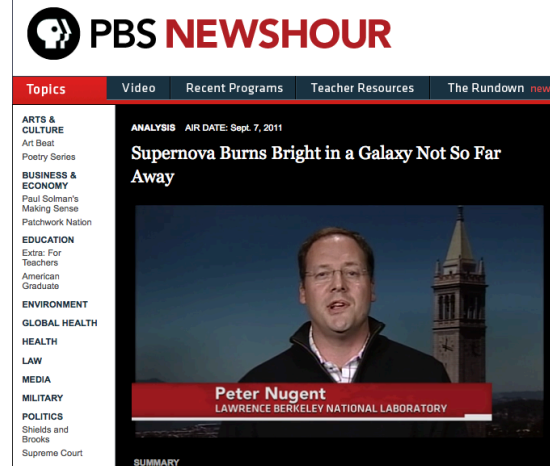 PBS NEWSHOUR
Topics
Video
Recent Programs
Teacher Resources
The Rundown new
ARTS &
CULTURE
Art Beat
Poetry Series
BUSINESS &
ECONOMY
Paul Solman's
Making Sense
Patchwork Nation
EDUCATION
Extra: For
Teachers
American
Graduate
ENVIRONMENT
GLOBAL HEALTH
HEALTH
LAW
MEDIA
MILITARY
POLITICS
Shields and
Brooks
Supreme Court
ANALYSIS AIR DATE: Sept. 7, 2011
Supernova Burns Bright in a Galaxy Not So Far
Away
Peter Nugent
LAWRENCE BERKELEY NATIONAL LABORATORY
SUMMARY